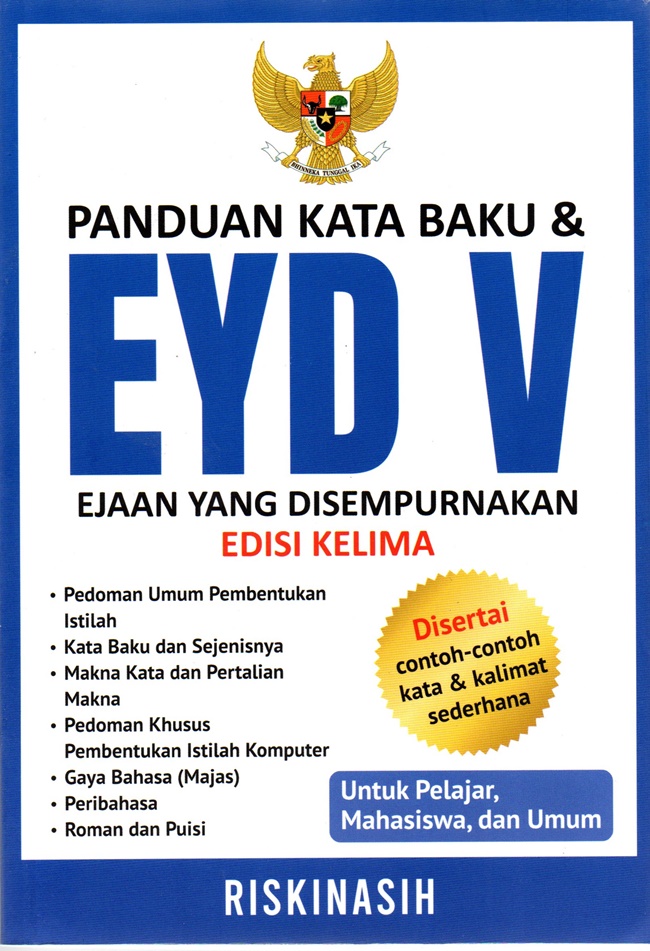 BHINNEKA TUNGGAL IKA
PANDUAN KATA BAKU &
EYD V
EJAAN YANG DISEMPURNAKAN
EDISI KELIMA
• Pedoman Umum Pembentukan
Istilah
• Kata Baku dan Sejenisnya
• Makna Kata dan Pertalian
Makna
• Pedoman Khusus
Pembentukan Istilah Komputer
• Gaya Bahasa (Majas)
• Peribahasa
• Roman dan Puisi
Disertai
contoh-contoh
kata & kalimat
sederhana
Untuk Pelajar,
Mahasiswa, dan Umum
RISKINASIH